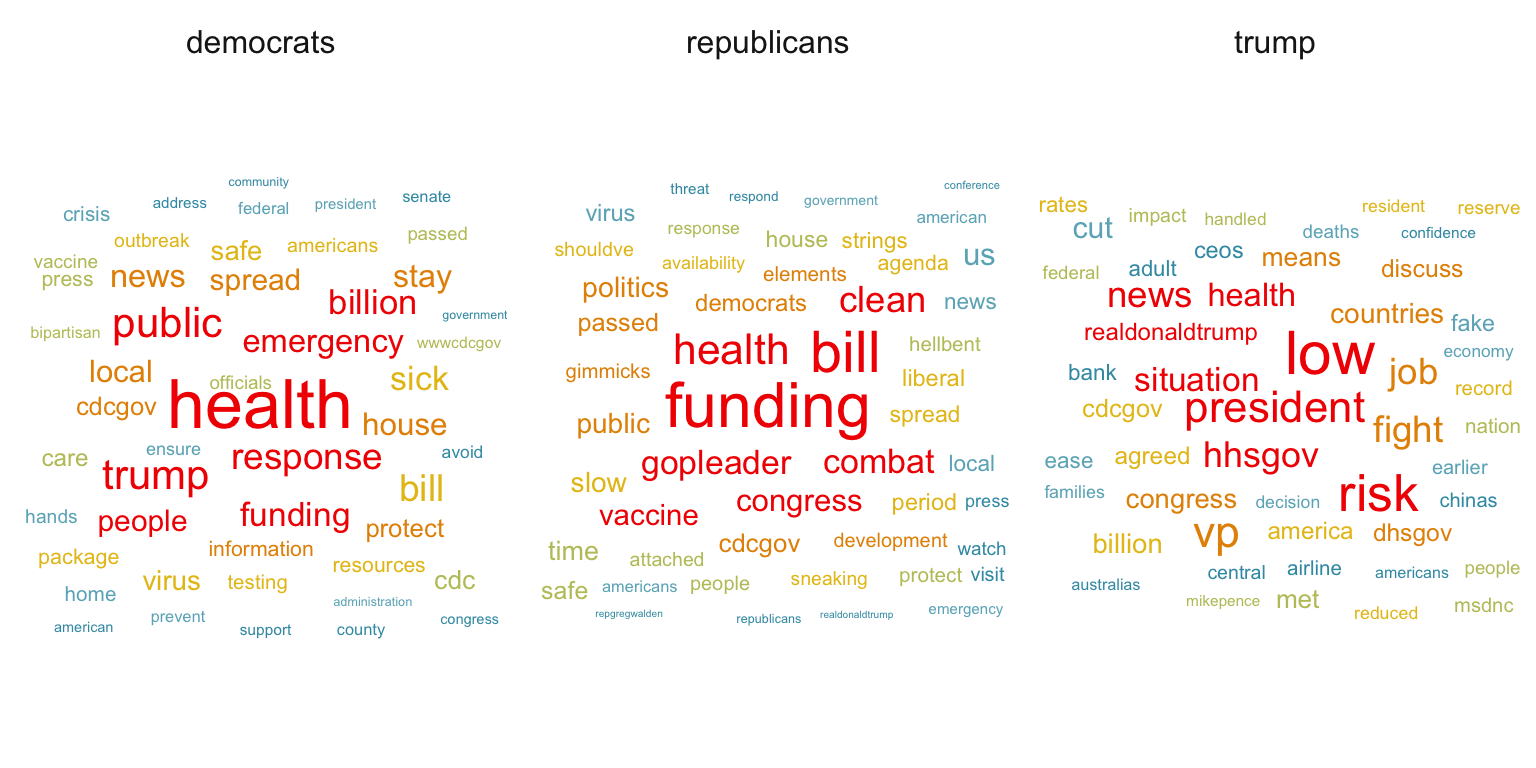 democrats
republicans
trump
community
address
senate
crisis
federal
president
outbreak
safe
americans
passed
vaccine
press
news
spread
stay
billion
government
bipartisan
public
emergency
wwwcdcgov
local
officials
sick
cdcgov
health
house
ensure
avoid
care
trump
response
bill
hands
people
funding
protect
package
information
resources
virus
testing
cdc
home
administration
prevent
american
support
county
congress
threat
respond
conference
virus
government
american
response
shouldve
house
strings
us
availability
agenda
politics
elements
democrats
clean
news
passed
health
bill
hellbent
gimmicks
liberal
public
funding
spread
gopleader
combat
local
slow
congress
period
press
vaccine
time
attached
cdcgov
development
watch
safe
americans
people
sneaking
protect
visit
repgregwalden
republicans
realdonaldtrump
emergency
rates
impact
handled
resident
reserve
cut
deaths
confidence
ceos
federal
adult
means
discuss
news
health
countries
fake
realdonaldtrump
low
economy
bank
situation
job
record
cdcgov
president
fight
nation
ease
agreed
hhsgov
earlier
families
congress
decision
risk
chinas
billion
vp
america
dhsgov
central
airline
americans
people
australias
mikepence
met
reduced
msdnc